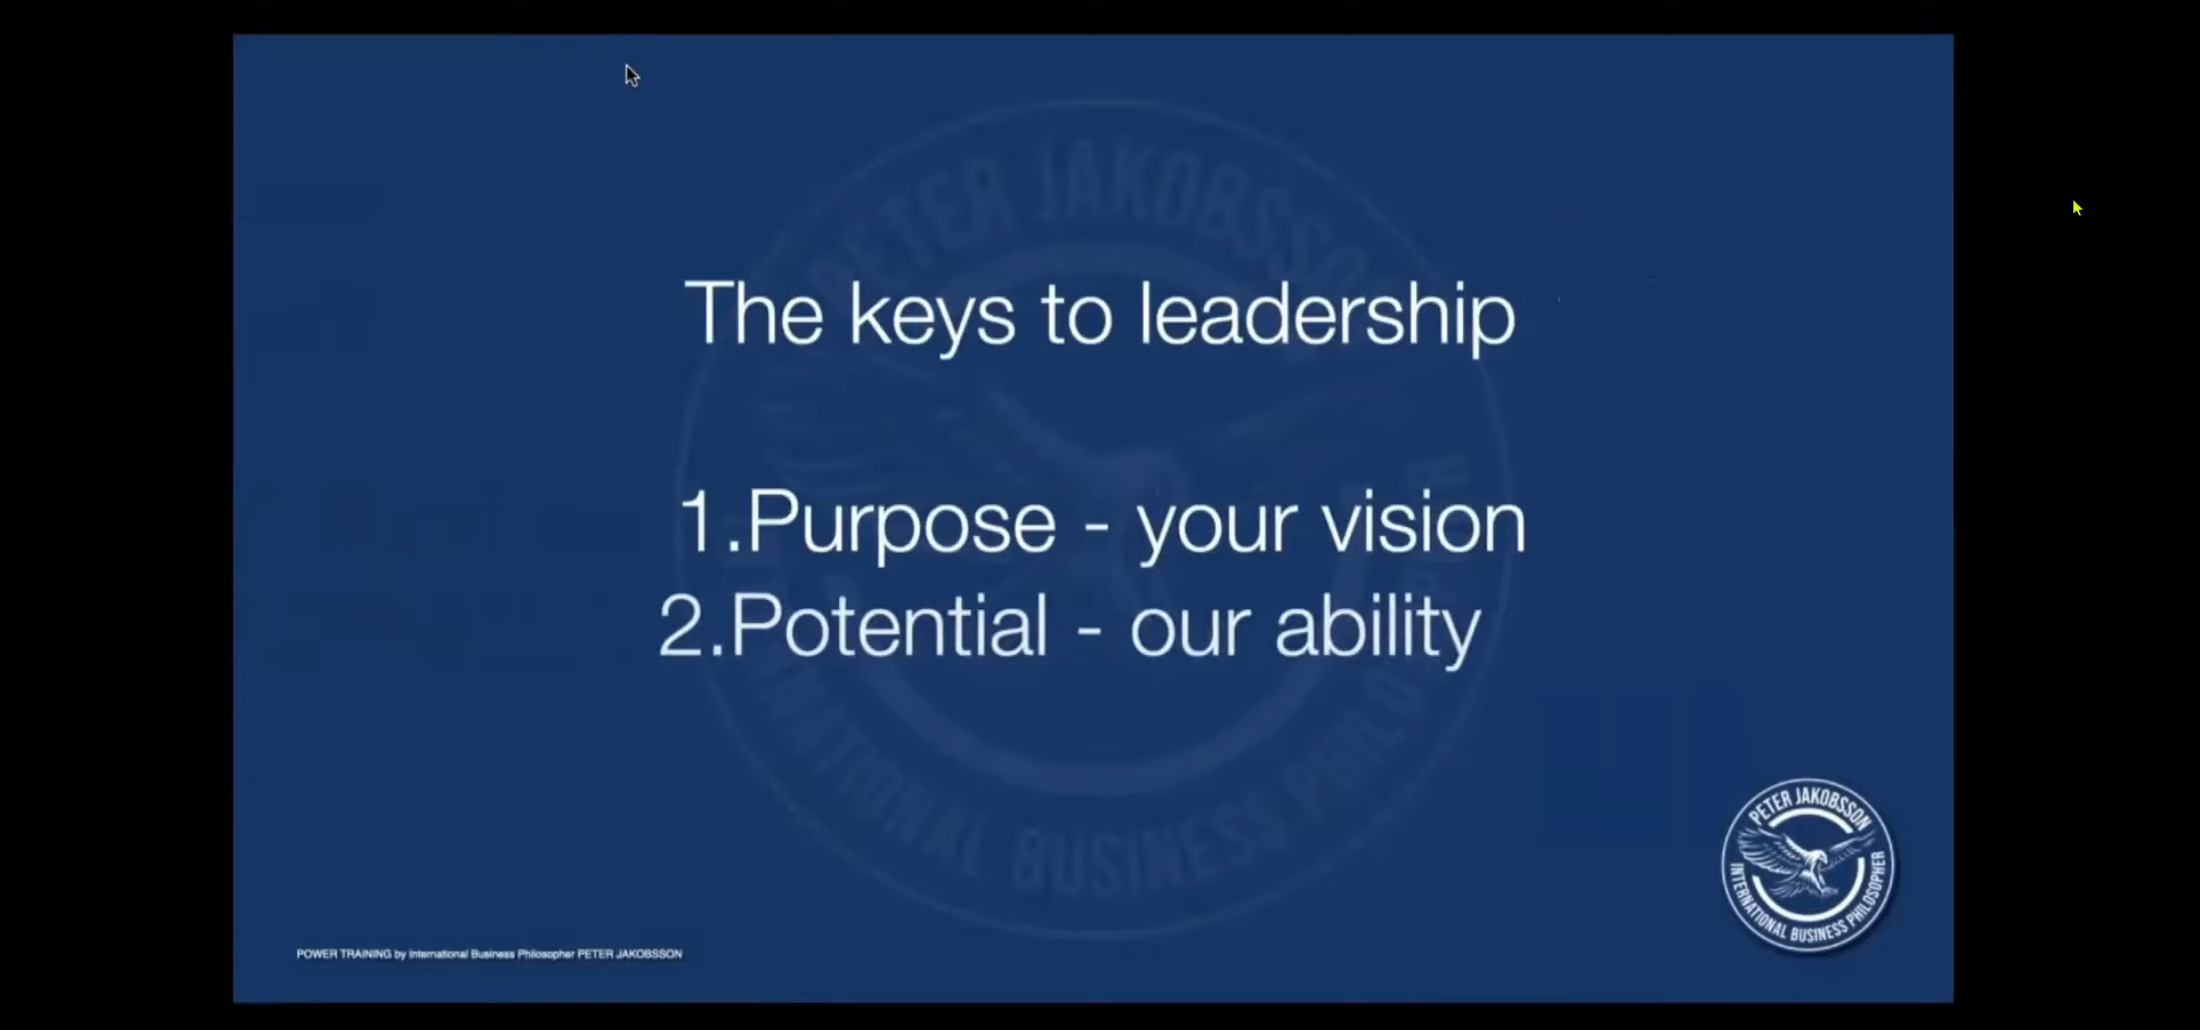 The keys to leadership
1.Purpose - your vision
2.Potential - our ability
PETER JAKOBSSON
INTERNATIONAL BUSINESS PHILOSOPHER
POWER TRAINING by International Business Philosopher PETER JAKOBSSON